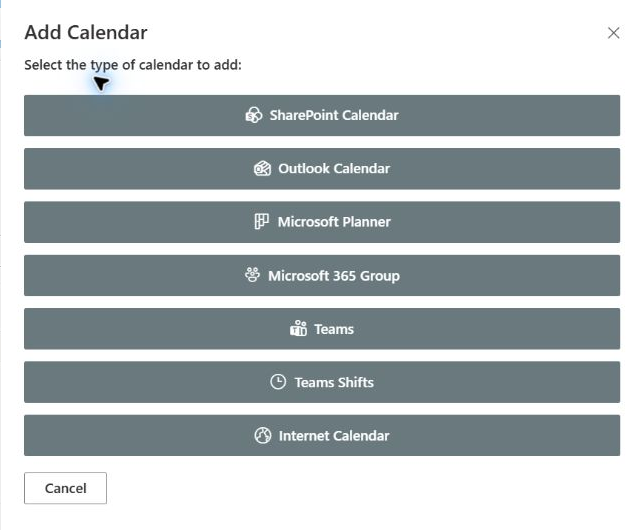 Add Calendar
Select the type of calendar to add:
SharePoint Calendar
Outlook Calendar
Microsoft Planner
Microsoft 365 Group
Teams
Teams Shifts
Internet Calendar
Cancel